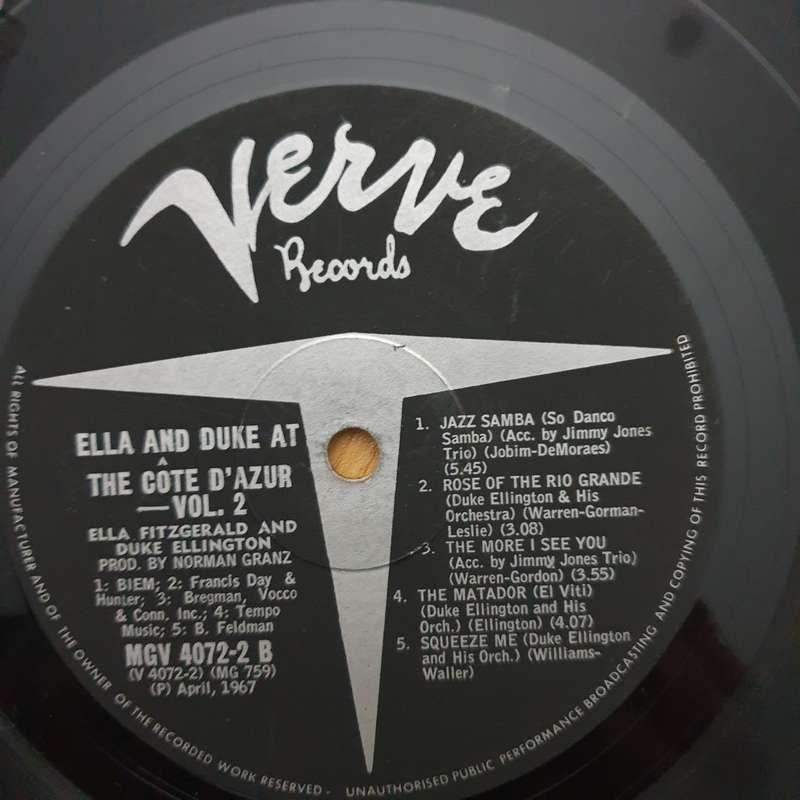 Verve
Records
ELLA AND DUKE AT
THE CÔTE D'AZUR
—VOL. 2
ELLA FITZGERALD AND
DUKE ELLINGTON
PROD. BY NORMAN GRANZ
1: BIEM; 2: Francis Day &
Hunter; 3: Bregman, Vocco
& Conn. Inc.; 4: Tempo
Music; 5: B. Feldman
MGV 4072-2 B
(V 4072-2) (MG 759)
(P) April, 1967
1. JAZZ SAMBA (So Danco
Samba) (Acc. by Jimmy Jones
Trio) (Jobim-DeMoraes)
(5.45)
2. ROSE OF THE RIO GRANDE
(Duke Ellington & His
Orchestra) (Warren-Gorman-
Leslie) (3.08)
3. THE MORE I SEE YOU
(Acc. by Jimmy Jones Trio)
(Warren-Gordon) (3.55)
4. THE MATADOR (El Viti)
(Duke Ellington and His
Orch.) (Ellington) (4.07)
5. SQUEEZE ME (Duke Ellington
and His Orch.) (Williams-
Waller)
ALL RIGHTS OF MANUFACTURER AND OF THE OWNER OF THE RECORDED WORK RESERVED - UNAUTHORISED PUBLIC PERFORMANCE BROADCASTING AND COPYING OF THIS RECORD PROHIBITED